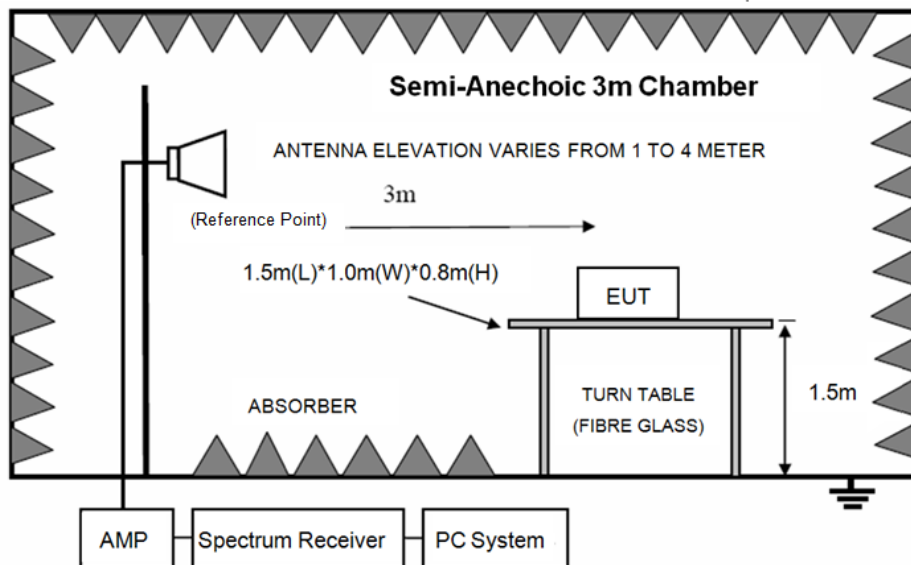 Semi-Anechoic 3m Chamber
ANTENNA ELEVATION VARIES FROM 1 TO 4 METER
3m
(Reference Point)
1.5m(L)*1.0m(W)*0.8m(H)
EUT
ABSORBER
TURN TABLE
(FIBRE GLASS)
1.5m
AMP
Spectrum Receiver
PC System